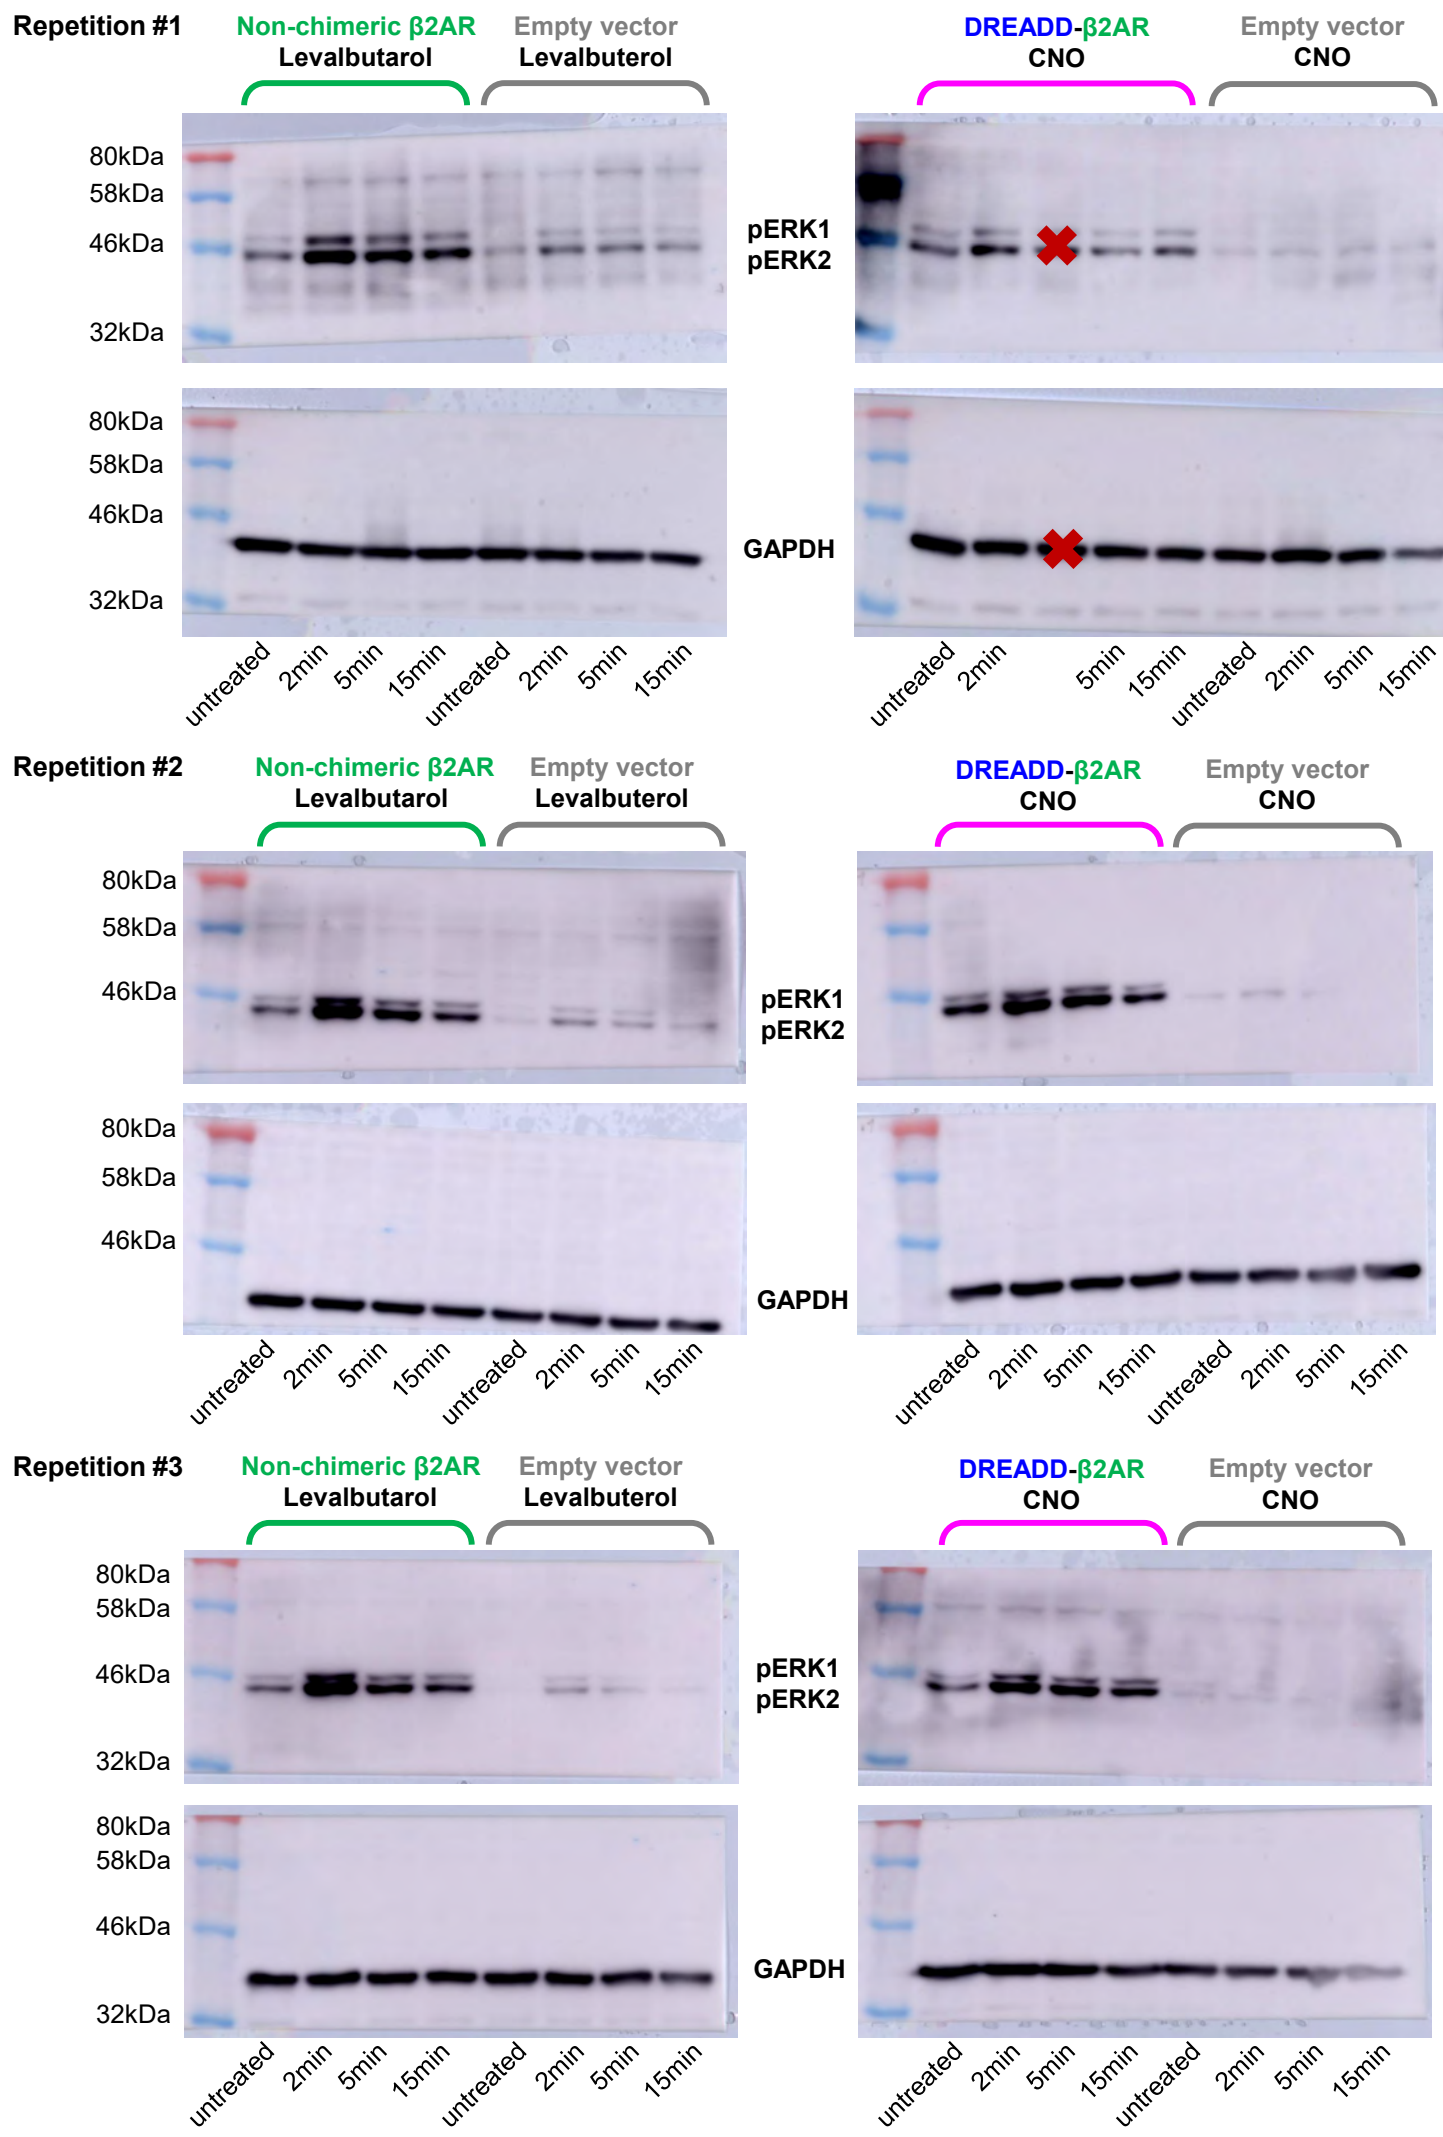 Repetition #1
Non-chimeric β2AR
Levalbutarol
Empty vector
Levalbuterol
DREADD-β2AR
CNO
Empty vector
CNO
80kDa
58kDa
46kDa
32kDa
pERK1
pERK2
80kDa
58kDa
46kDa
32kDa
GAPDH
untreated
2min
5min
15min
untreated
2min
5min
15min
untreated
2min
5min
15min
untreated
2min
5min
15min
Repetition #2
Non-chimeric β2AR
Levalbutarol
Empty vector
Levalbuterol
DREADD-β2AR
CNO
Empty vector
CNO
80kDa
58kDa
46kDa
pERK1
pERK2
80kDa
58kDa
46kDa
GAPDH
untreated
2min
5min
15min
untreated
2min
5min
15min
untreated
2min
5min
15min
untreated
2min
5min
15min
Repetition #3
Non-chimeric β2AR
Levalbutarol
Empty vector
Levalbuterol
DREADD-β2AR
CNO
Empty vector
CNO
80kDa
58kDa
46kDa
32kDa
pERK1
pERK2
80kDa
58kDa
46kDa
32kDa
GAPDH
untreated
2min
5min
15min
untreated
2min
5min
15min
untreated
2min
5min
15min
untreated
2min
5min
15min